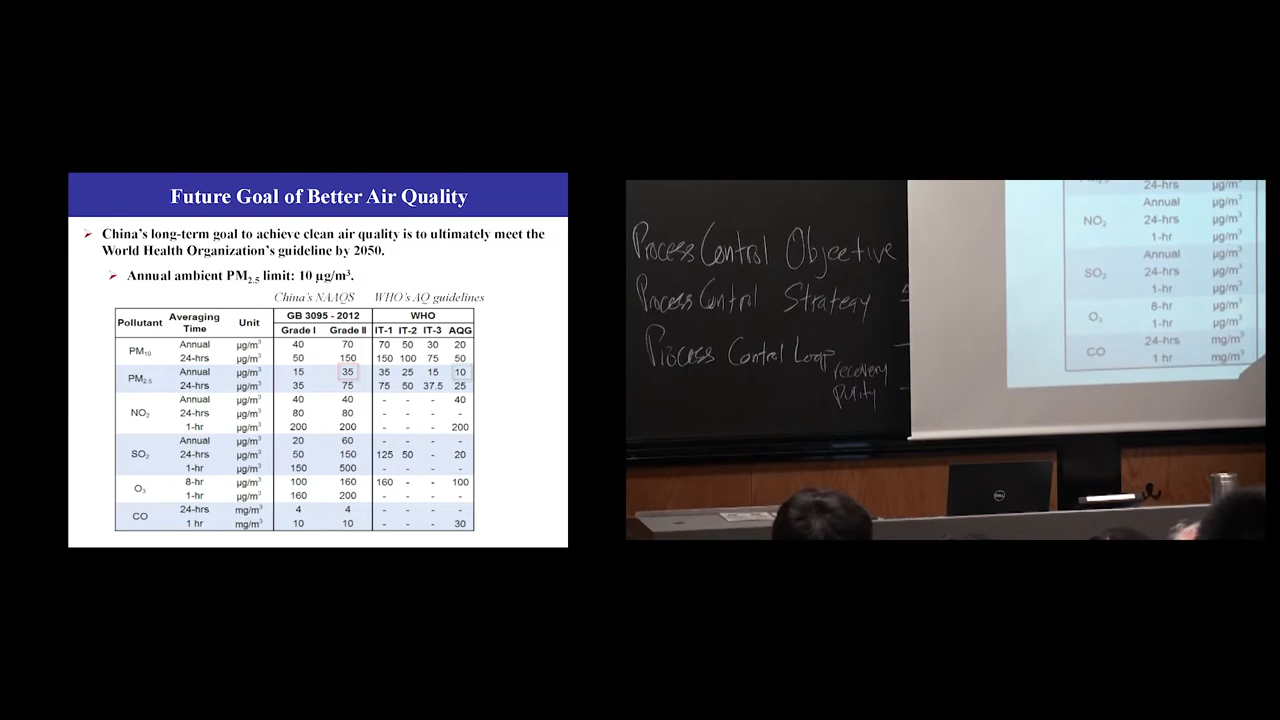 Future Goal of Better Air Quality
China's long-term goal to achieve clean air quality is to ultimately meet the
World Health Organization's guideline by 2050.
Annual ambient PM2.5 limit: 10 µg/m³.
China's NAAQS WHO's AQ guidelines
Pollutant Averaging Time Unit GB 3095 - 2012 WHO
Grade I Grade II IT-1 IT-2 IT-3 AQG
PM10 Annual µg/m³ 40 70 70 50 30 20
24-hrs µg/m³ 50 150 150 100 75 50
PM2.5 Annual µg/m³ 15 35 35 25 15 10
24-hrs µg/m³ 35 75 75 50 37.5 25
NO2 Annual µg/m³ 40 40 - - - 40
24-hrs µg/m³ 80 80 - - - -
1-hr µg/m³ 200 200 - - - 200
SO2 Annual µg/m³ 20 60 - - - -
24-hrs µg/m³ 50 150 125 50 - 20
1-hr µg/m³ 150 500 - - - -
O3 8-hr µg/m³ 100 160 160 - - 100
1-hr µg/m³ 160 200 - - - -
CO 24-hrs mg/m³ 4 4 - - - -
1 hr mg/m³ 10 10 - - - 30
Process Control Objective
Process Control Strategy
Process Control Loop
recovery
purity
24-hrs µg/m³
Annual µg/m³
NO2 24-hrs µg/m³
1-hr µg/m³
Annual µg/m³
SO2 24-hrs µg/m³
1-hr µg/m³
8-hr µg/m³
O3 1-hr µg/m³
24-hrs mg/m³
CO 1 hr mg/m³
DELL